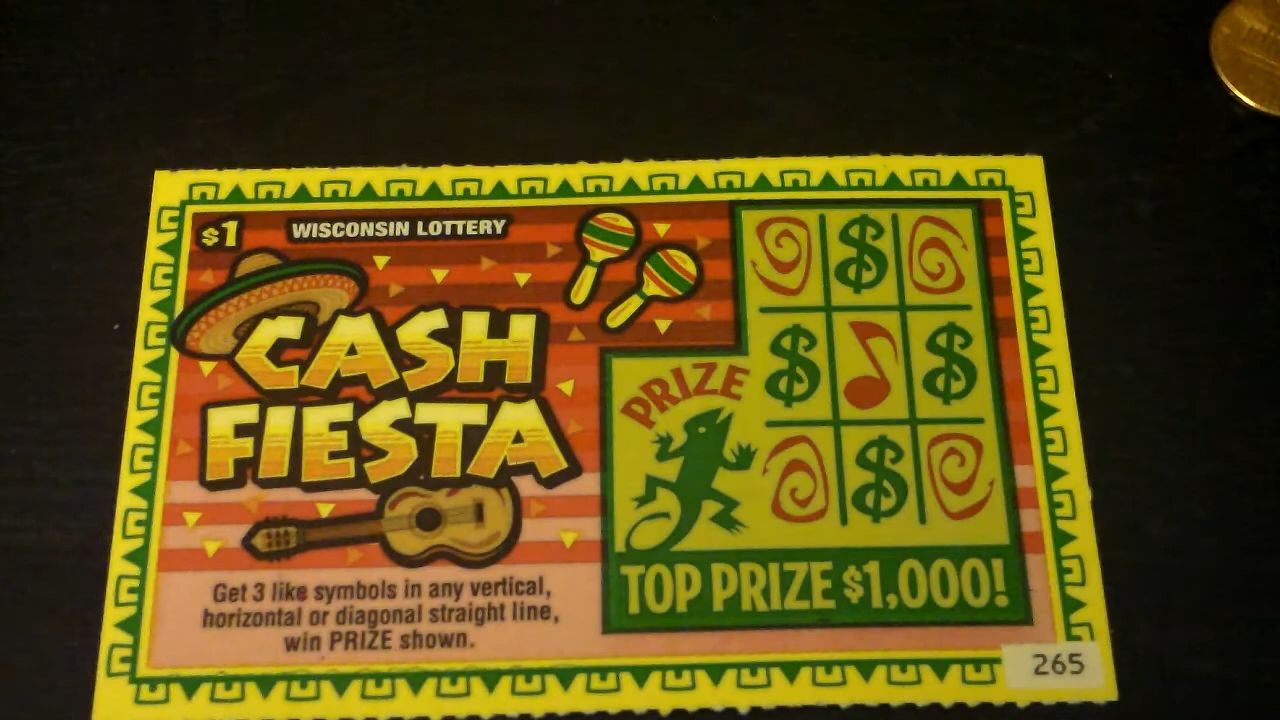 $1
WISCONSIN LOTTERY
CASH
FIESTA
Get 3 like symbols in any vertical,
horizontal or diagonal straight line,
win PRIZE shown.
$
$ $
$
PRIZE
TOP PRIZE $1,000!
265